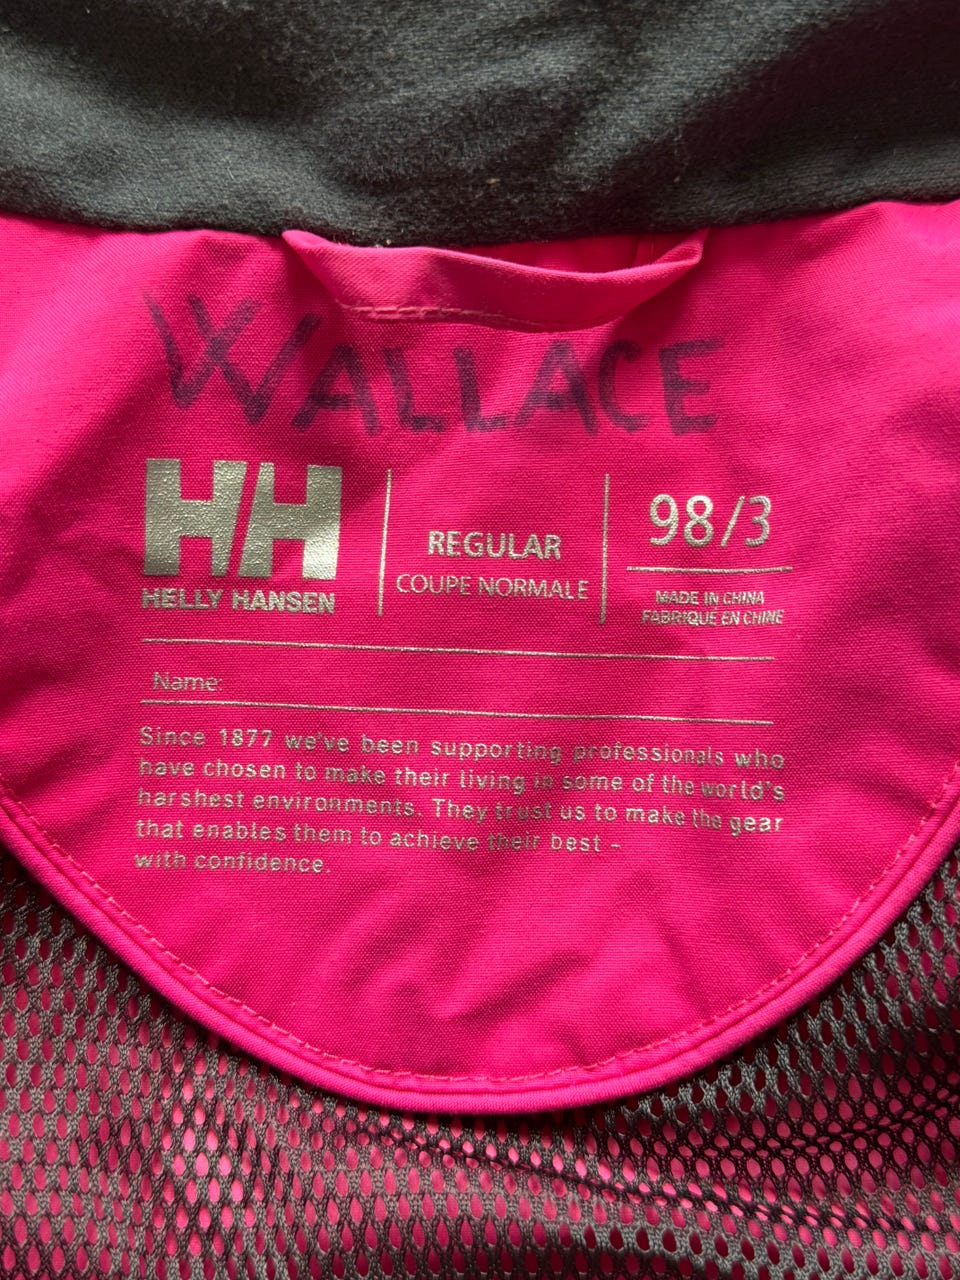 WALLACE
HH
HELLY HANSEN
REGULAR
COUPE NORMALE
98/3
MADE IN CHINA
FABRIQUE EN CHINE
Name:
Since 1877 we've been supporting professionals who
have chosen to make their living in some of the world's
harshest environments. They trust us to make the gear
that enables them to achieve their best -
with confidence.